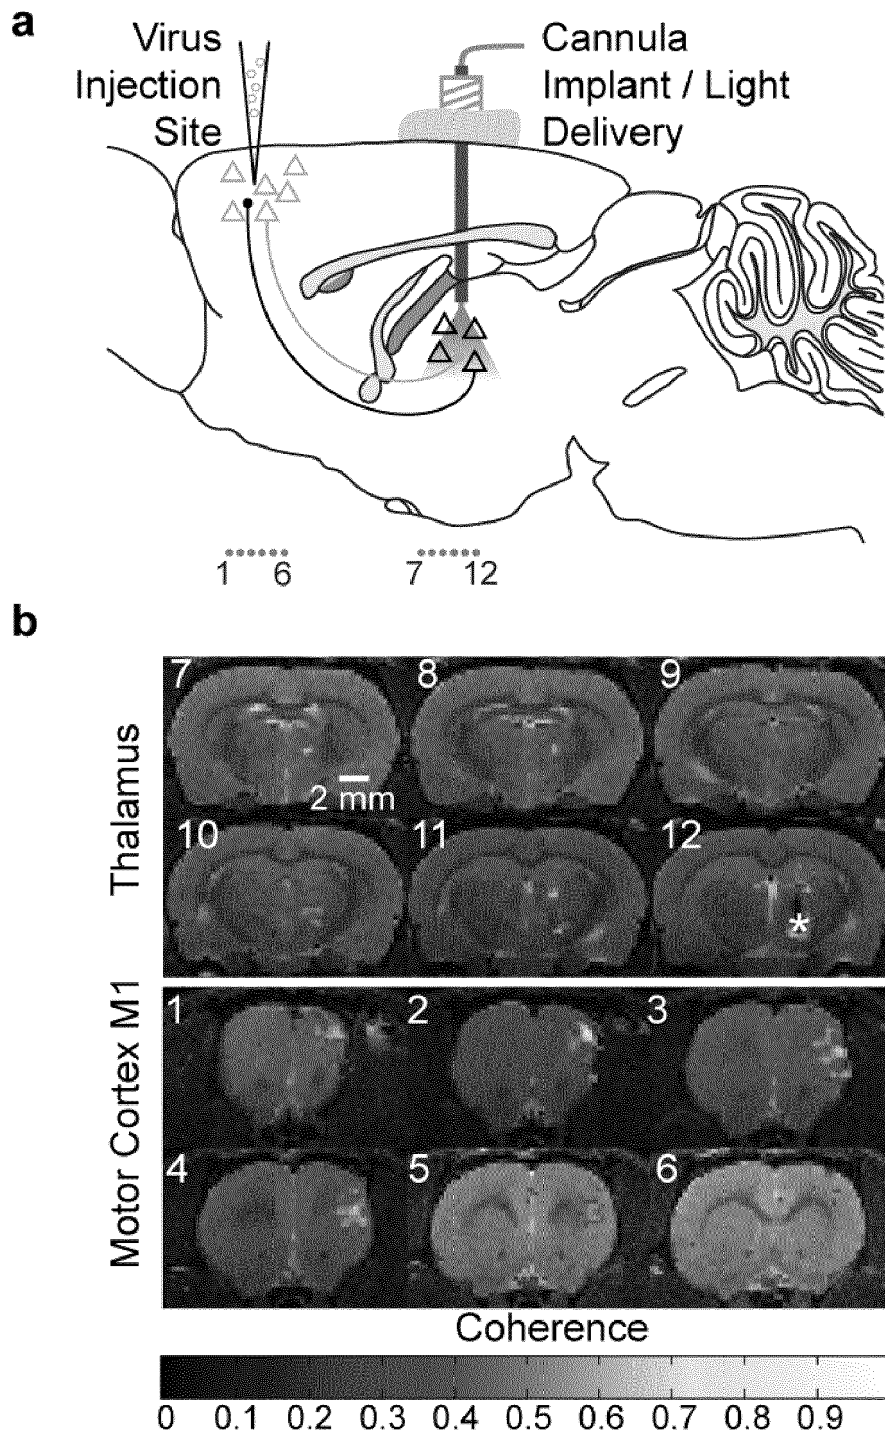 a
Virus
Injection
Site
Cannula
Implant / Light
Delivery
1 6 7 12
b
Thalamus
7 8 9
2 mm
10 11 12
*
Motor Cortex M1
1 2 3
4 5 6
Coherence
0 0.1 0.2 0.3 0.4 0.5 0.6 0.7 0.8 0.9